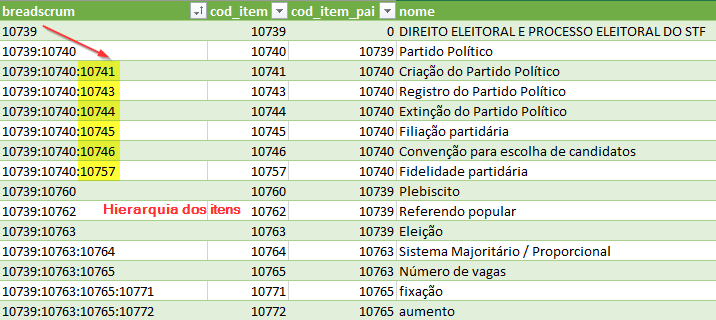 breadscrum cod_item cod_item_pai nome
10739 10739 0 DIREITO ELEITORAL E PROCESSO ELEITORAL DO STF
10739:10740 10740 10739 Partido Político
10739:10740:10741 10741 10740 Criação do Partido Político
10739:10740:10743 10743 10740 Registro do Partido Político
10739:10740:10744 10744 10740 Extinção do Partido Político
10739:10740:10745 10745 10740 Filiação partidária
10739:10740:10746 10746 10740 Convenção para escolha de candidatos
10739:10740:10757 10757 10740 Fidelidade partidária
10739:10760 10760 10739 Plebiscito
10739:10762 Hierarquia dos itens 10762 10739 Referendo popular
10739:10763 10763 10739 Eleição
10739:10763:10764 10764 10763 Sistema Majoritário / Proporcional
10739:10763:10765 10765 10763 Número de vagas
10739:10763:10765:10771 10771 10765 fixação
10739:10763:10765:10772 10772 10765 aumento